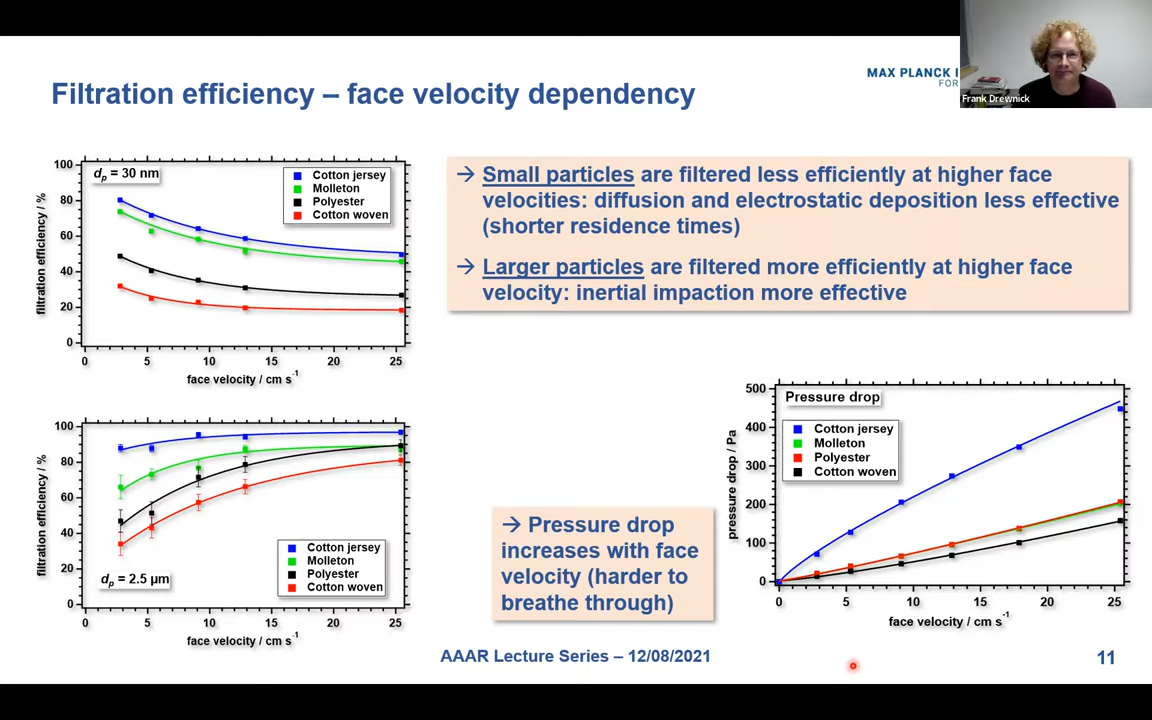 Filtration efficiency – face velocity dependency
MAX PLANCK I
FOR
Frank Drewnick
dp = 30 nm
Cotton jersey
Molleton
Polyester
Cotton woven
filtration efficiency / %
100
80
60
40
20
0
0 5 10 15 20 25
face velocity / cm s-1
→ Small particles are filtered less efficiently at higher face
velocities: diffusion and electrostatic deposition less effective
(shorter residence times)
→ Larger particles are filtered more efficiently at higher face
velocity: inertial impaction more effective
filtration efficiency / %
100
80
60
40
20
0
Cotton jersey
Molleton
Polyester
Cotton woven
dp = 2.5 µm
0 5 10 15 20 25
face velocity / cm s-1
→ Pressure drop
increases with face
velocity (harder to
breathe through)
Pressure drop
Cotton jersey
Molleton
Polyester
Cotton woven
pressure drop / Pa
500
400
300
200
100
0
0 5 10 15 20 25
face velocity / cm s-1
AAAR Lecture Series – 12/08/2021
11